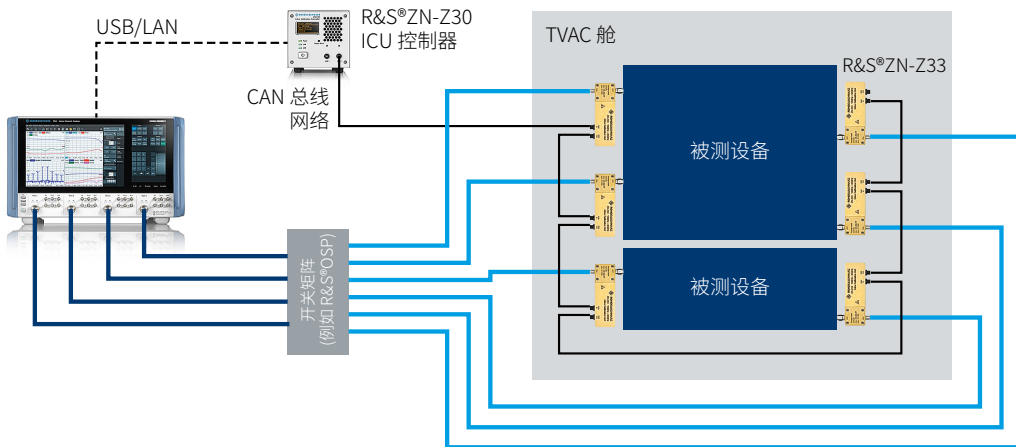 USB/LAN
R&S®ZN-Z30
ICU 控制器
CAN 总线
网络
TVAC 舱
R&S®ZN-Z33
被测设备
被测设备
开关矩阵
(例如 R&S®OSP)